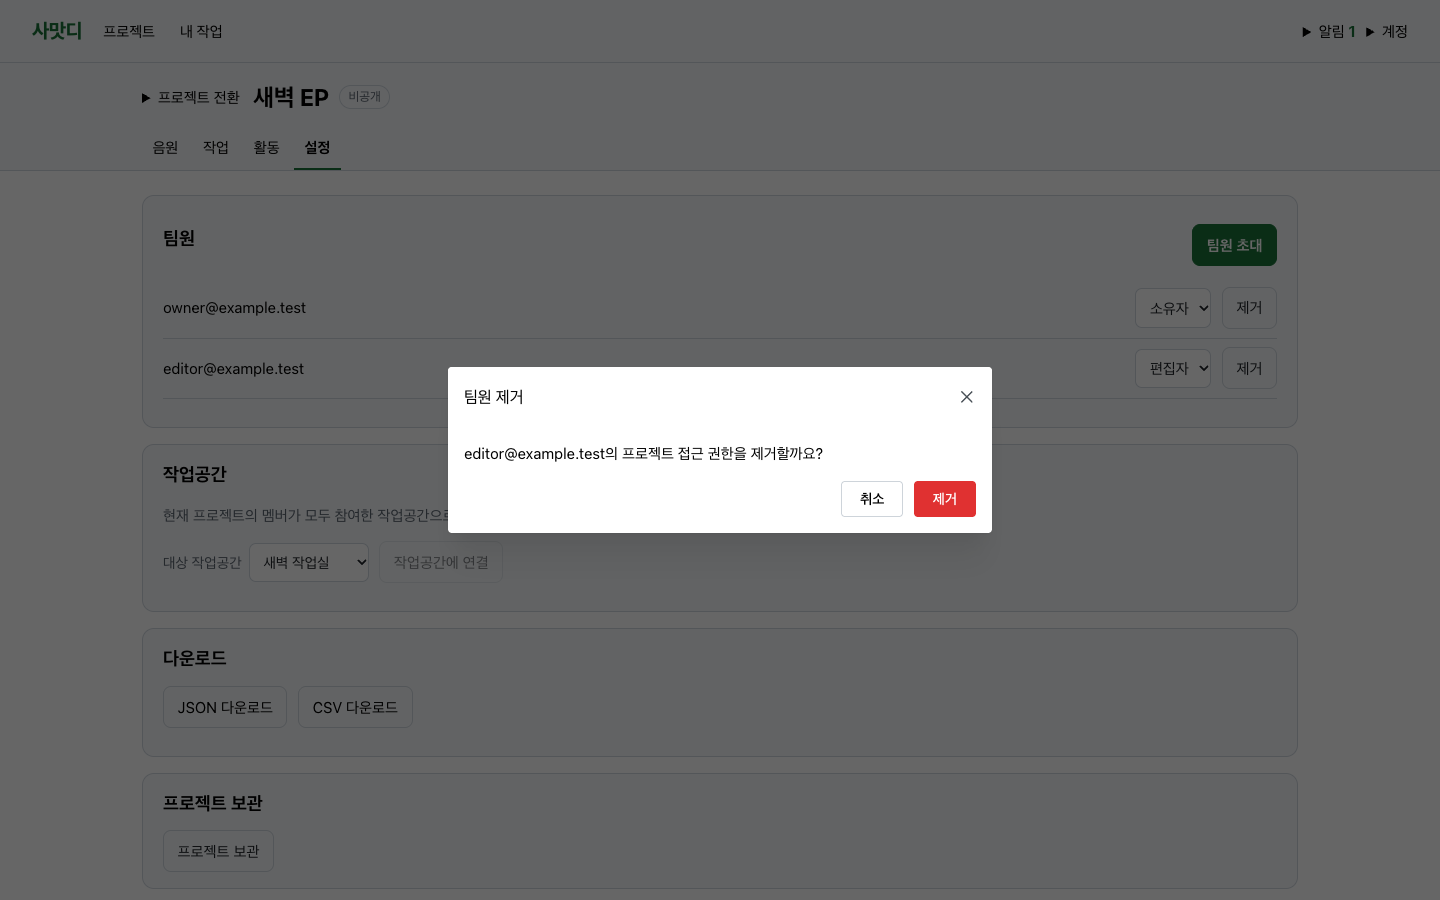 사맛디 프로젝트 내 작업 ▶ 알림 1 ▶ 계정
▶ 프로젝트 전환 새벽 EP 비공개
음원 작업 활동 설정
팀원 팀원 초대
owner@example.test 소유자 제거
editor@example.test 편집자 제거
팀원 제거
editor@example.test의 프로젝트 접근 권한을 제거할까요?
취소 제거
작업공간
현재 프로젝트의 멤버가 모두 참여한 작업공간으로
대상 작업공간 새벽 작업실 작업공간에 연결
다운로드
JSON 다운로드 CSV 다운로드
프로젝트 보관
프로젝트 보관